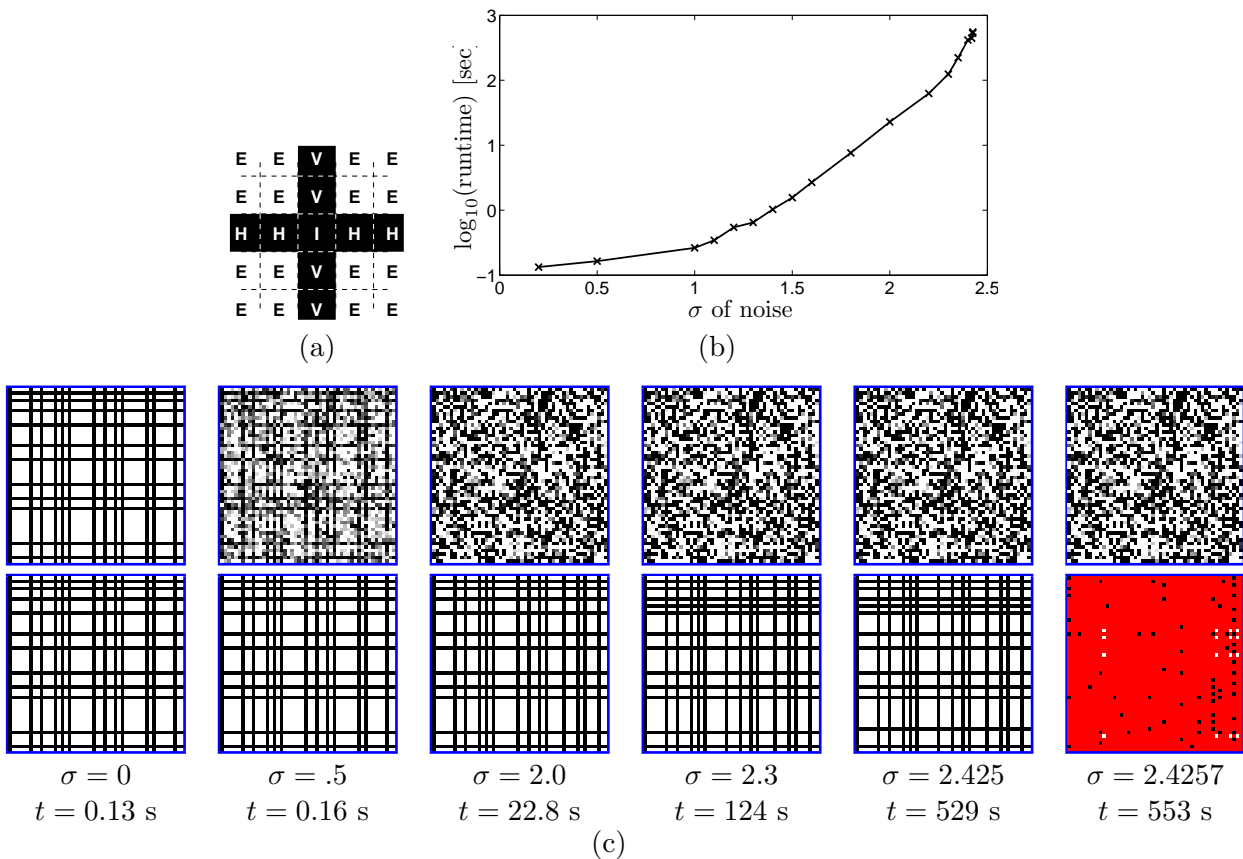 E E V E E
E E V E E
H H I H H
E E V E E
E E V E E
(a)
log10(runtime) [sec]
3
2
1
0
−1
0 0.5 1 1.5 2 2.5
σ of noise
(b)
σ = 0 σ = .5 σ = 2.0 σ = 2.3 σ = 2.425 σ = 2.4257
t = 0.13 s t = 0.16 s t = 22.8 s t = 124 s t = 529 s t = 553 s
(c)